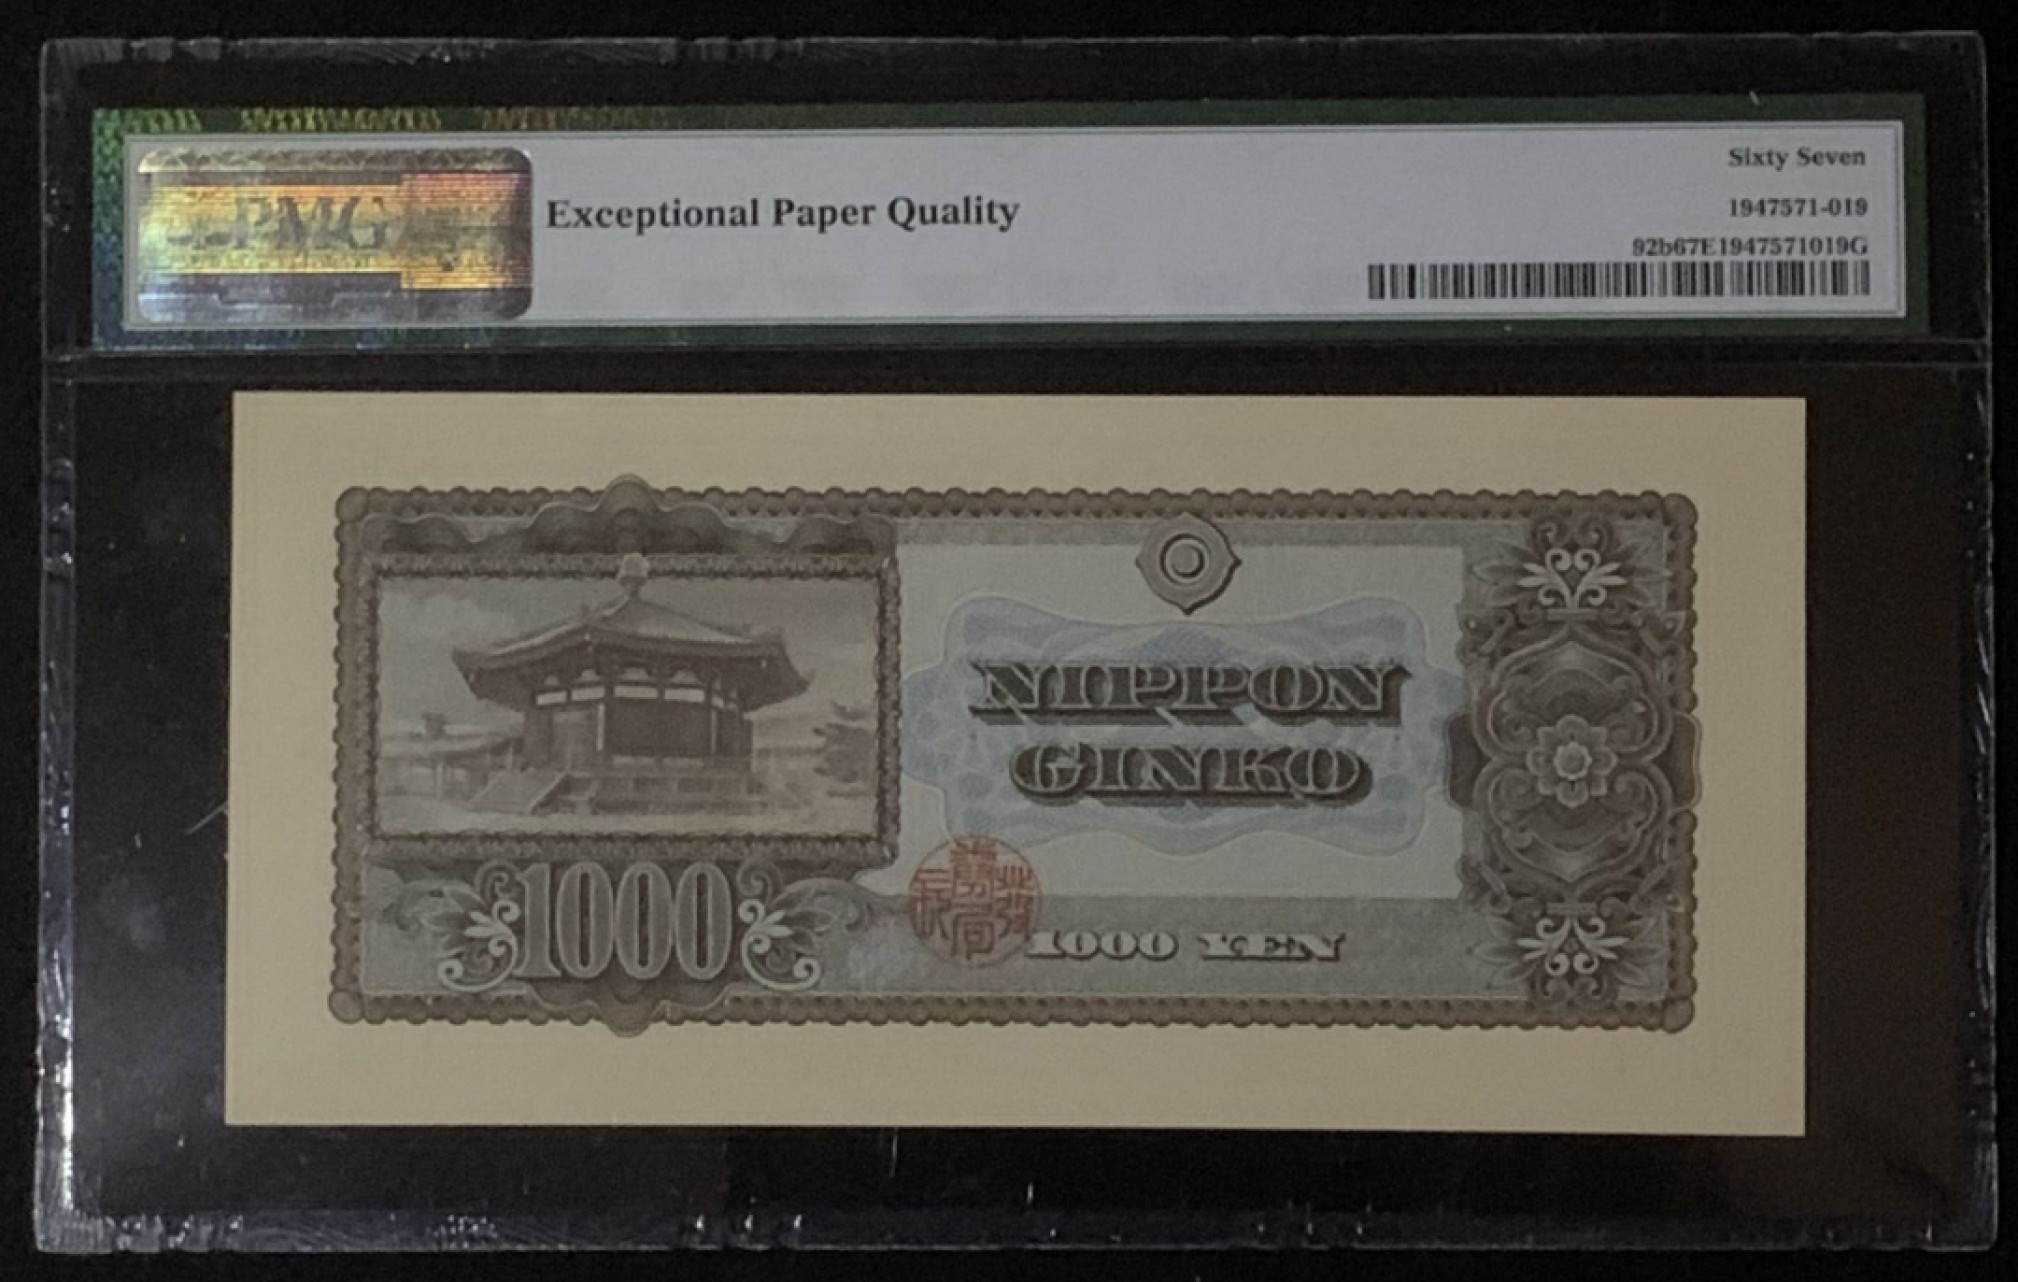 PMG
Exceptional Paper Quality
Sixty Seven
1947571-019
92b67E1947571019G
NIPPON
GINKO
1000
1000 YEN